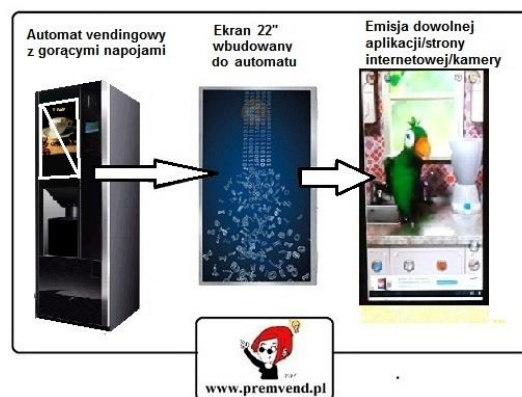 Automat vendingowy
z gorącymi napojami
Ekran 22"
wbudowany
do automatu
Emisja dowolnej
aplikacji/strony
internetowej/kamery
www.premvend.pl